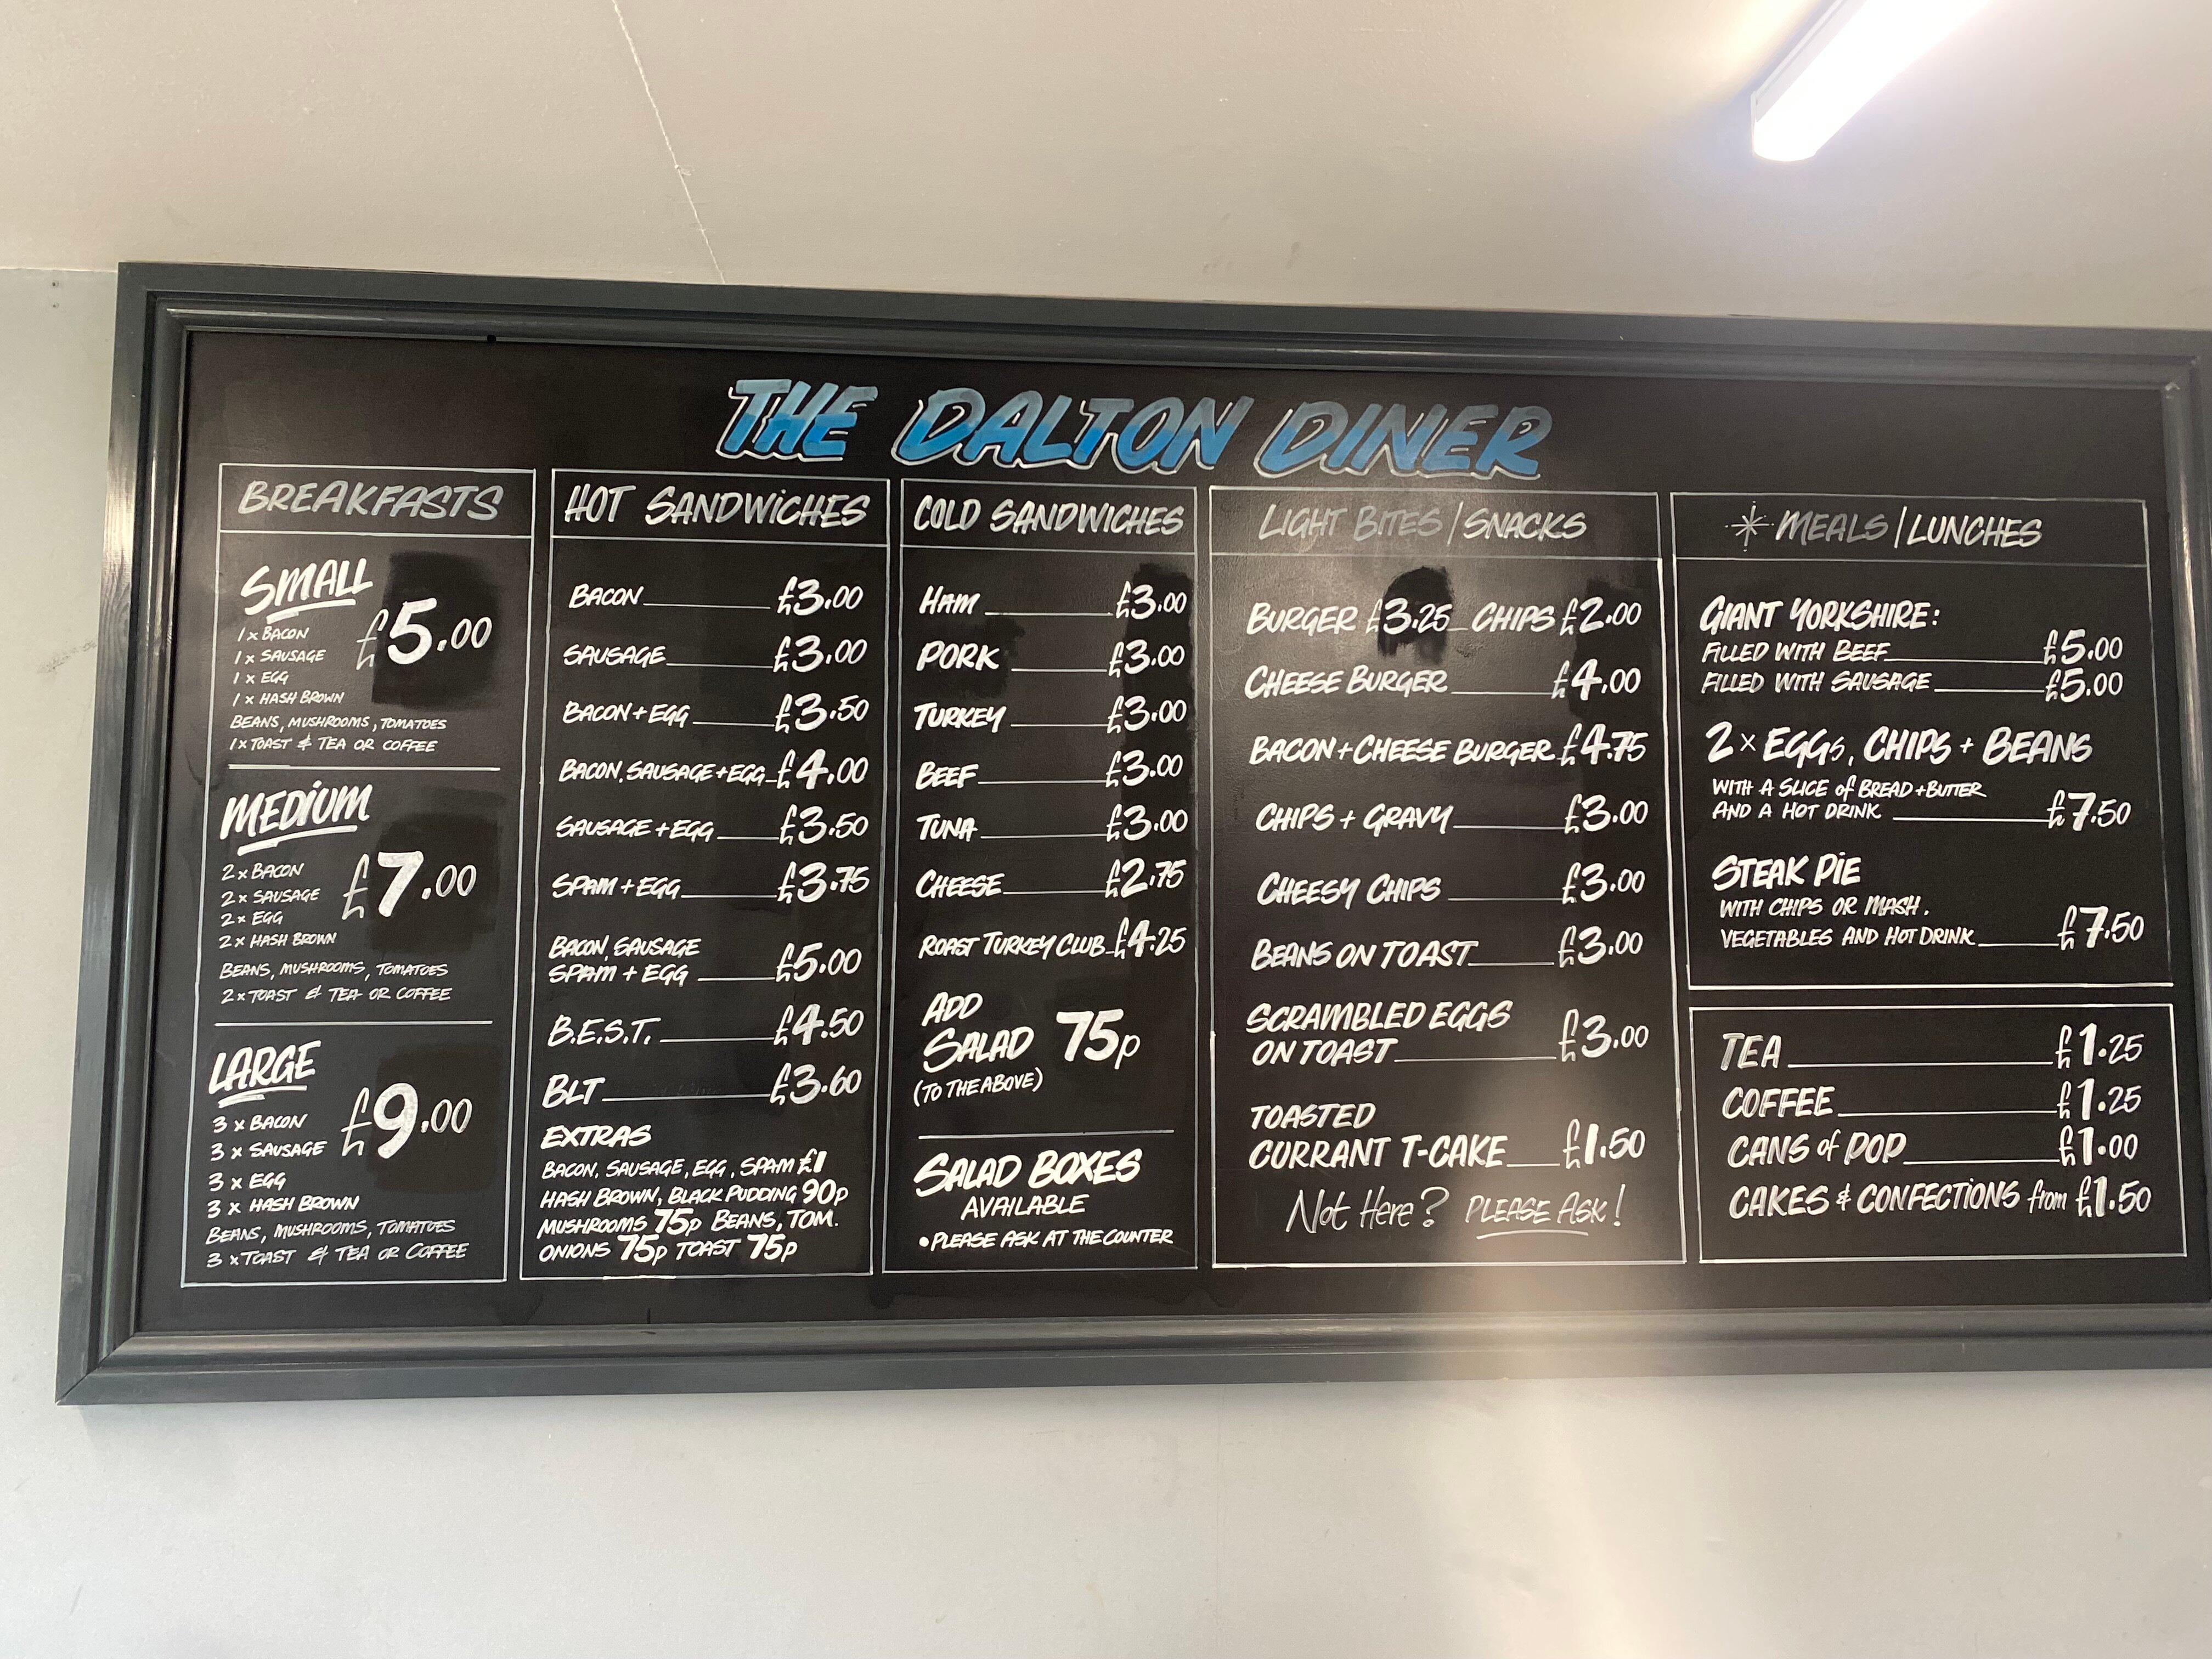 THE DALTON DINER
BREAKFASTS
SMALL
£5.00
1 x BACON
1 x SAUSAGE
1 x EGG
1 x HASH BROWN
BEANS, MUSHROOMS, TOMATOES
1 x TOAST & TEA OR COFFEE
MEDIUM
£7.00
2 x BACON
2 x SAUSAGE
2 x EGG
2 x HASH BROWN
BEANS, MUSHROOMS, TOMATOES
2 x TOAST & TEA OR COFFEE
LARGE
£9.00
3 x BACON
3 x SAUSAGE
3 x EGG
3 x HASH BROWN
BEANS, MUSHROOMS, TOMATOES
3 x TOAST & TEA OR COFFEE
HOT SANDWICHES
BACON £3.00
SAUSAGE £3.00
BACON + EGG £3.50
BACON, SAUSAGE + EGG £4.00
SAUSAGE + EGG £3.50
SPAM + EGG £3.75
BACON, SAUSAGE
SPAM + EGG £5.00
B.E.S.T. £4.50
BLT £3.60
EXTRAS
BACON, SAUSAGE, EGG, SPAM £1
HASH BROWN, BLACK PUDDING 90p
MUSHROOMS 75p BEANS, TOM.
ONIONS 75p TOAST 75p
COLD SANDWICHES
HAM £3.00
PORK £3.00
TURKEY £3.00
BEEF £3.00
TUNA £3.00
CHEESE £2.75
ROAST TURKEY CLUB £4.25
ADD
SALAD 75p
(TO THE ABOVE)
SALAD BOXES
AVAILABLE
• PLEASE ASK AT THE COUNTER
LIGHT BITES / SNACKS
BURGER £3.25 CHIPS £2.00
CHEESE BURGER £4.00
BACON + CHEESE BURGER £4.75
CHIPS + GRAVY £3.00
CHEESY CHIPS £3.00
BEANS ON TOAST £3.00
SCRAMBLED EGGS
ON TOAST £3.00
TOASTED
CURRANT T-CAKE £1.50
Not Here? PLEASE ASK!
* MEALS / LUNCHES
GIANT YORKSHIRE:
FILLED WITH BEEF £5.00
FILLED WITH SAUSAGE £5.00
2 x EGGs, CHIPS + BEANS
WITH A SLICE of BREAD + BUTTER
AND A HOT DRINK £7.50
STEAK PIE
WITH CHIPS OR MASH.
VEGETABLES AND HOT DRINK £7.50
TEA £1.25
COFFEE £1.25
CANS of POP £1.00
CAKES & CONFECTIONS from £1.50